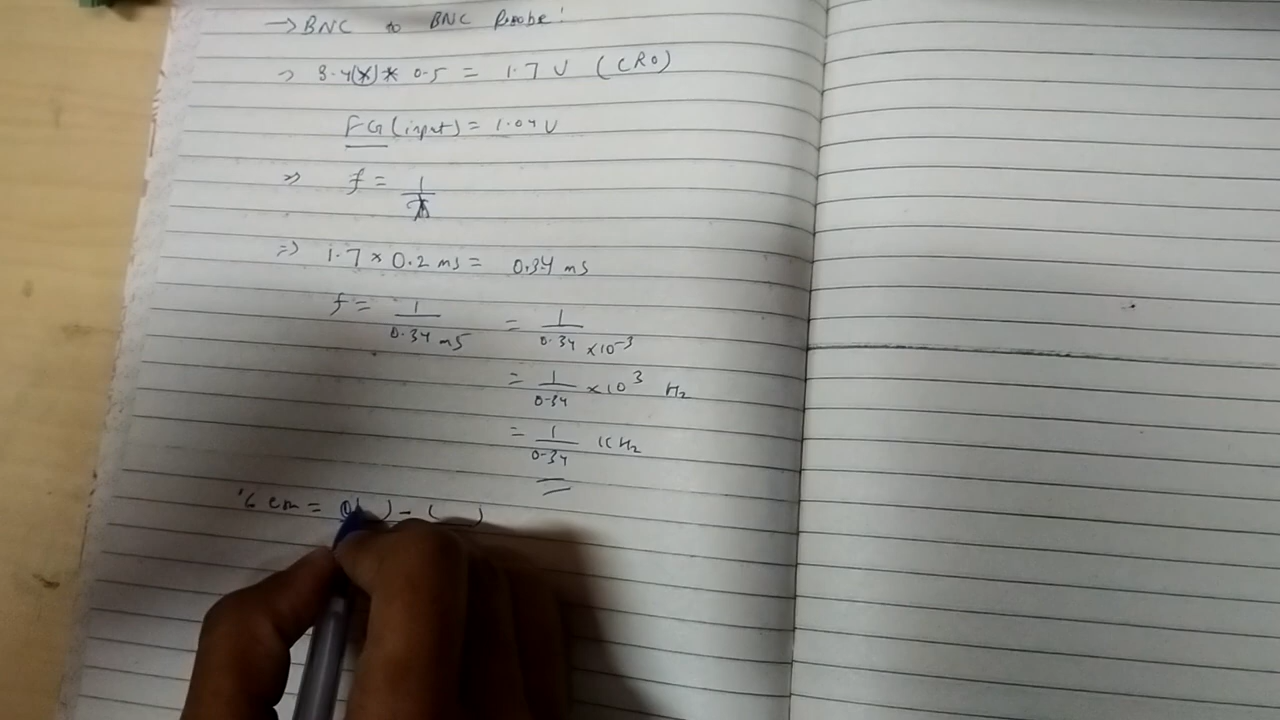 → BNC to BNC Probe!
→ 3.4(x) * 0.5 = 1.7 V (CRO)
FG (input) = 1.04 V
⇒ f = 1/T
⇒ 1.7 × 0.2 ms = 0.34 ms
f = 1/0.34 ms = 1/0.34 × 10⁻³
= 1/0.34 × 10³ Hz
= 1/0.34 KHz
% em = ( ) - ( )